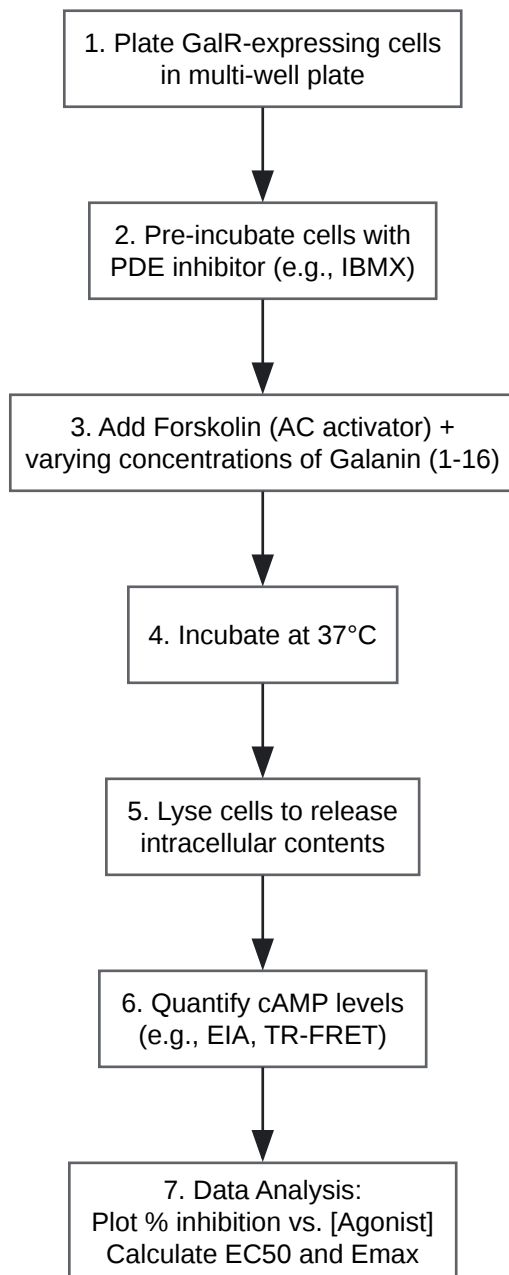 1. Plate GalR-expressing cells
in multi-well plate
2. Pre-incubate cells with
PDE inhibitor (e.g., IBMX)
3. Add Forskolin (AC activator) +
varying concentrations of Galanin (1-16)
4. Incubate at 37°C
5. Lyse cells to release
intracellular contents
6. Quantify cAMP levels
(e.g., EIA, TR-FRET)
7. Data Analysis:
Plot % inhibition vs. [Agonist]
Calculate EC50 and Emax